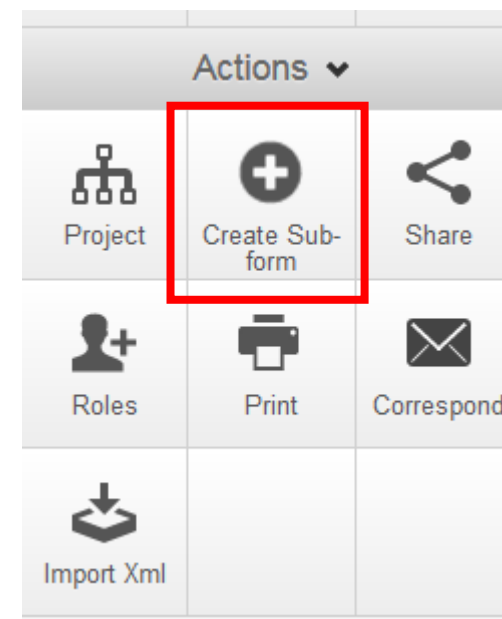 Actions
Project
Create Sub-
form
Share
Roles
Print
Correspond
Import Xml